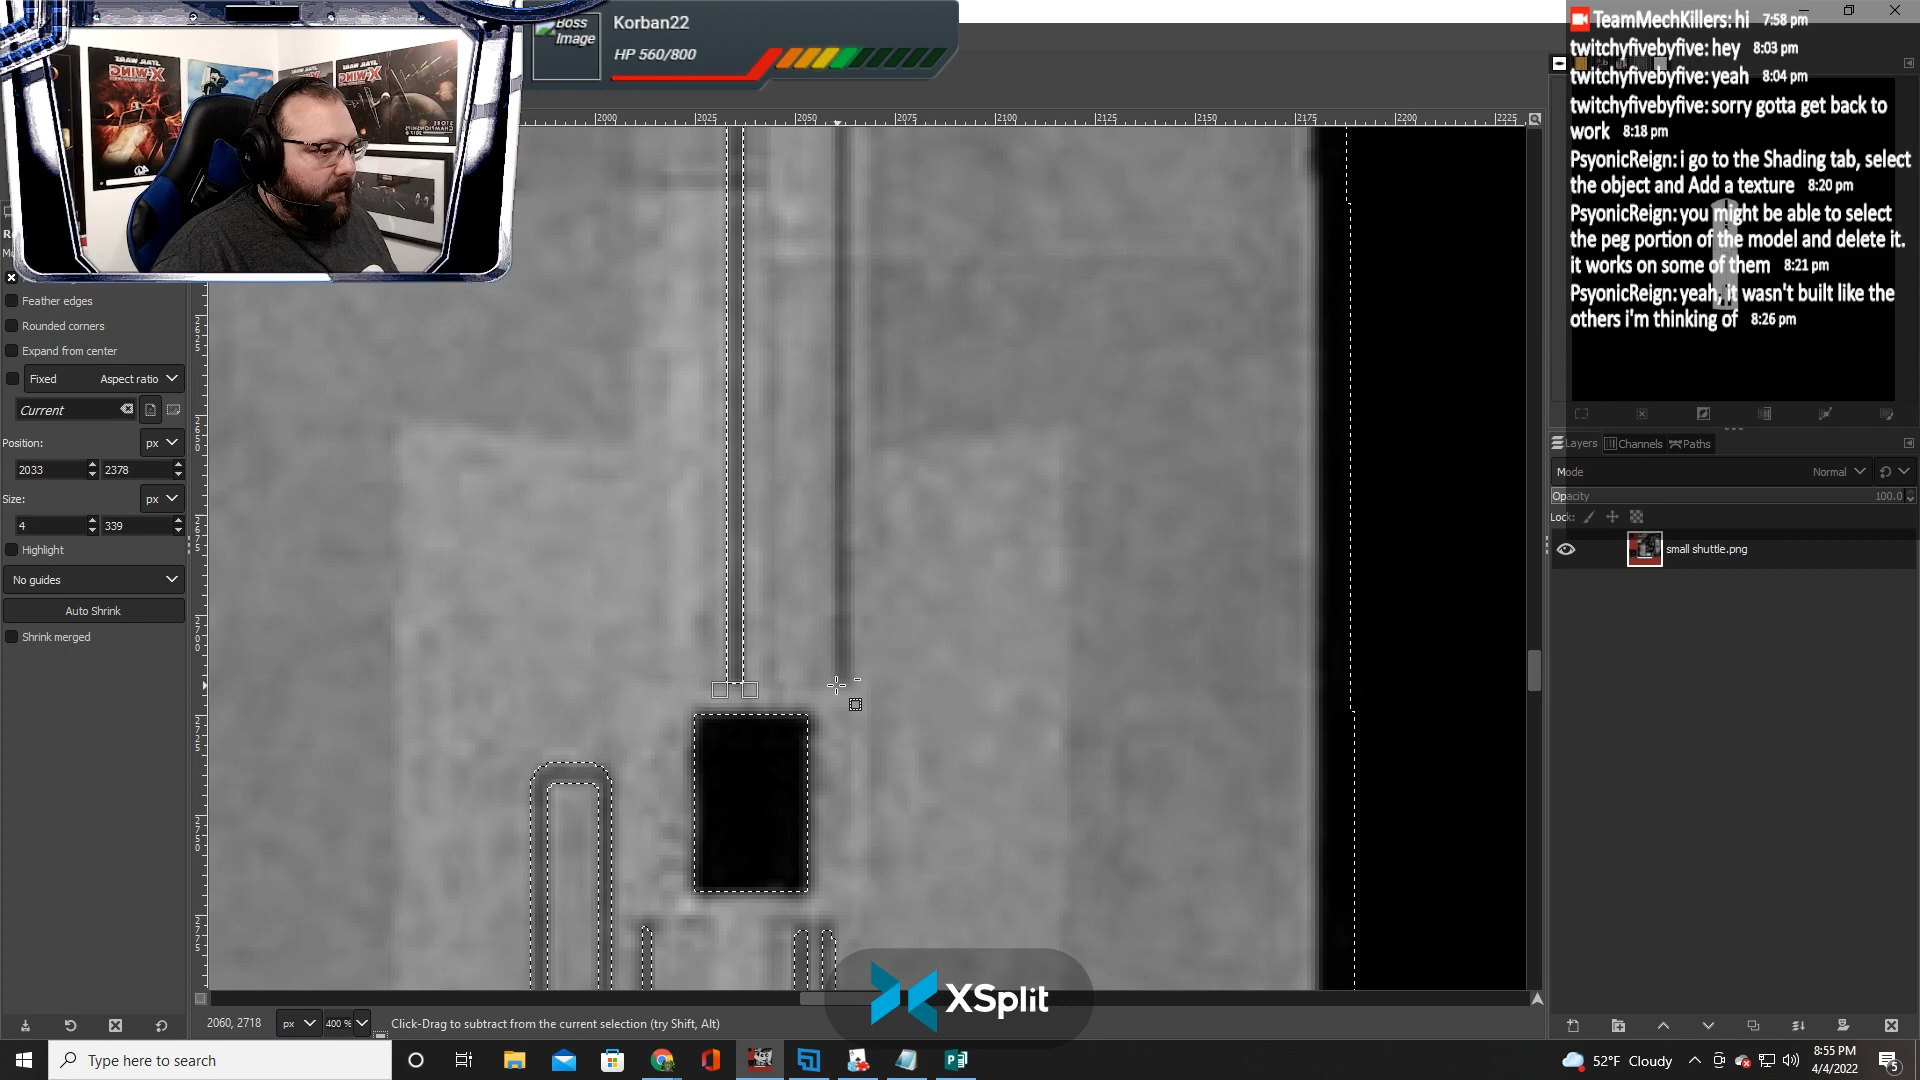 Boss
Image
Korban22
HP 560/800
TeamMechKillers: hi 7:58 pm
twitchyfivebyfive: hey 8:03 pm
twitchyfivebyfive: yeah 8:04 pm
twitchyfivebyfive: sorry gotta get back to
work 8:18 pm
PsyonicReign: i go to the Shading tab, select
the object and Add a texture 8:20 pm
PsyonicReign: you might be able to select
the peg portion of the model and delete it.
it works on some of them 8:21 pm
PsyonicReign: yeah, it wasn't built like the
others i'm thinking of 8:26 pm
2000 2025 2050 2075 2100 2125 2150 2175 2200 2225
Feather edges
Rounded corners
Expand from center
Fixed Aspect ratio
Current
Position: px
2033 2378
Size: px
4 339
Highlight
No guides
Auto Shrink
Shrink merged
2625
2650
2675
2700
2725
2750
2775
Layers Channels Paths
Mode Normal
Opacity 100.0
Lock:
small shuttle.png
XSplit
2060, 2718 px 400 % Click-Drag to subtract from the current selection (try Shift, Alt)
Type here to search
52°F Cloudy
8:55 PM
4/4/2022
5